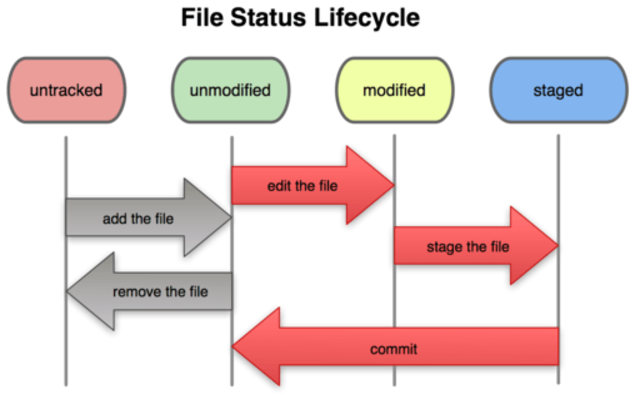 File Status Lifecycle
untracked
unmodified
modified
staged
edit the file
add the file
stage the file
remove the file
commit